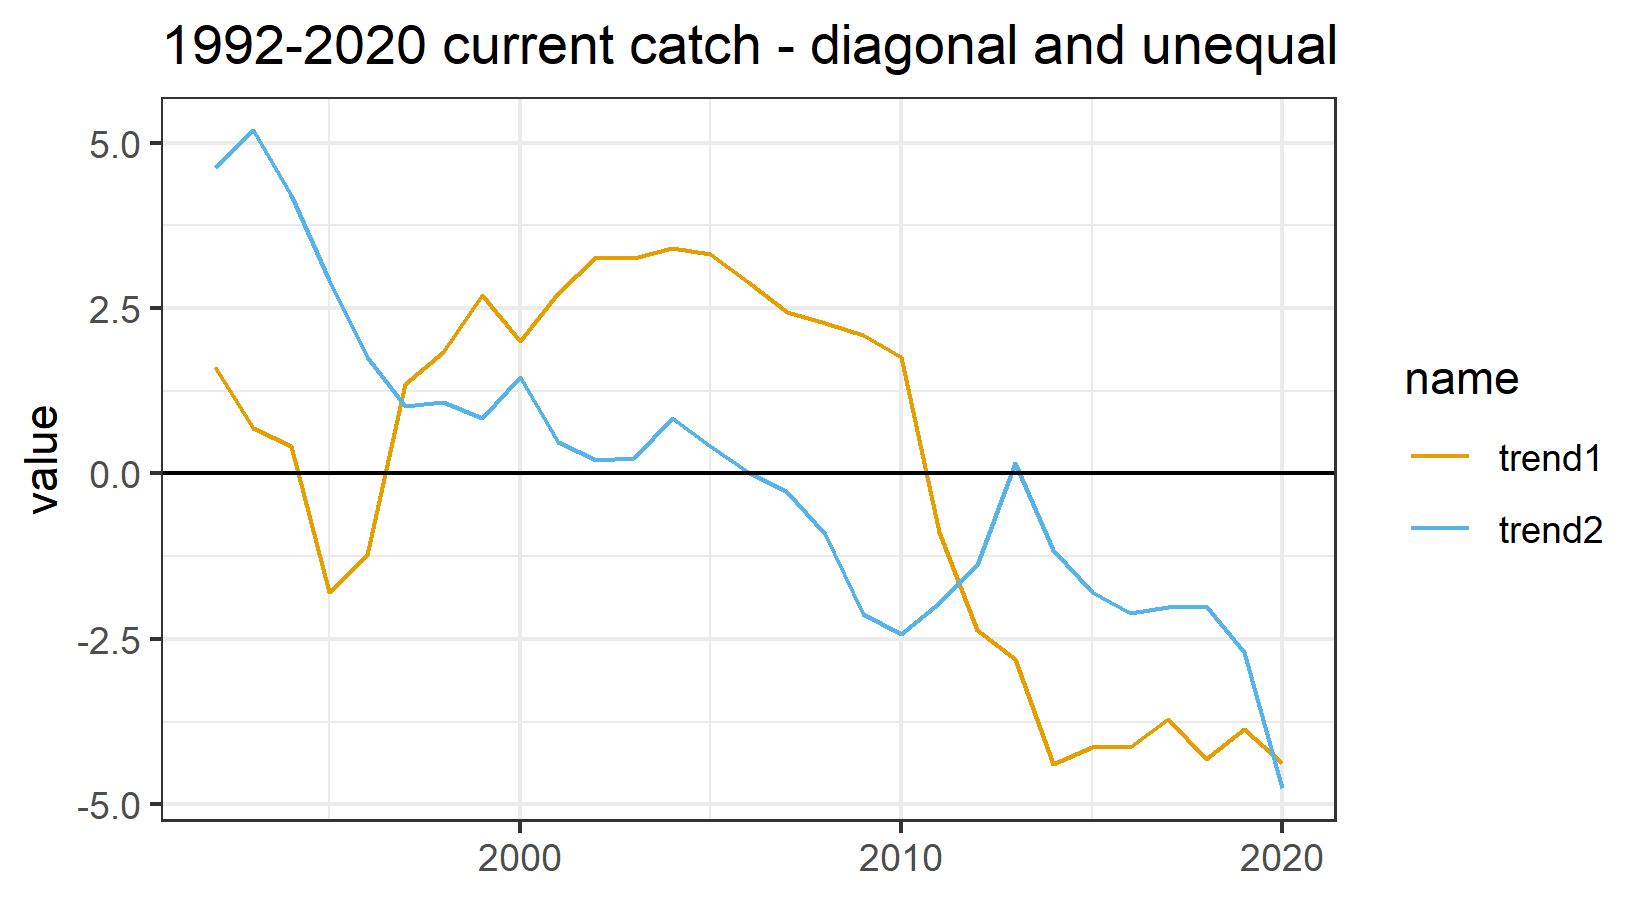 1992-2020 current catch - diagonal and unequal
5.0
2.5
0.0
-2.5
-5.0
value
2000
2010
2020
name
trend1
trend2